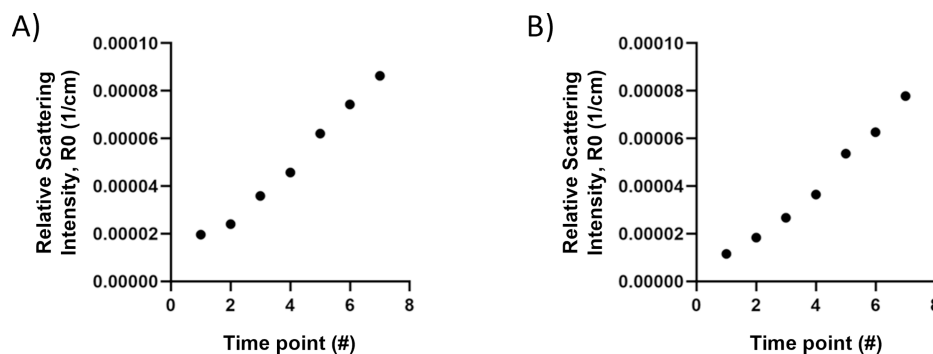 A)
Relative Scattering
Intensity, R0 (1/cm)
0.00010
0.00008
0.00006
0.00004
0.00002
0.00000
0 2 4 6 8
Time point (#)
B)
Relative Scattering
Intensity, R0 (1/cm)
0.00010
0.00008
0.00006
0.00004
0.00002
0.00000
0 2 4 6 8
Time point (#)